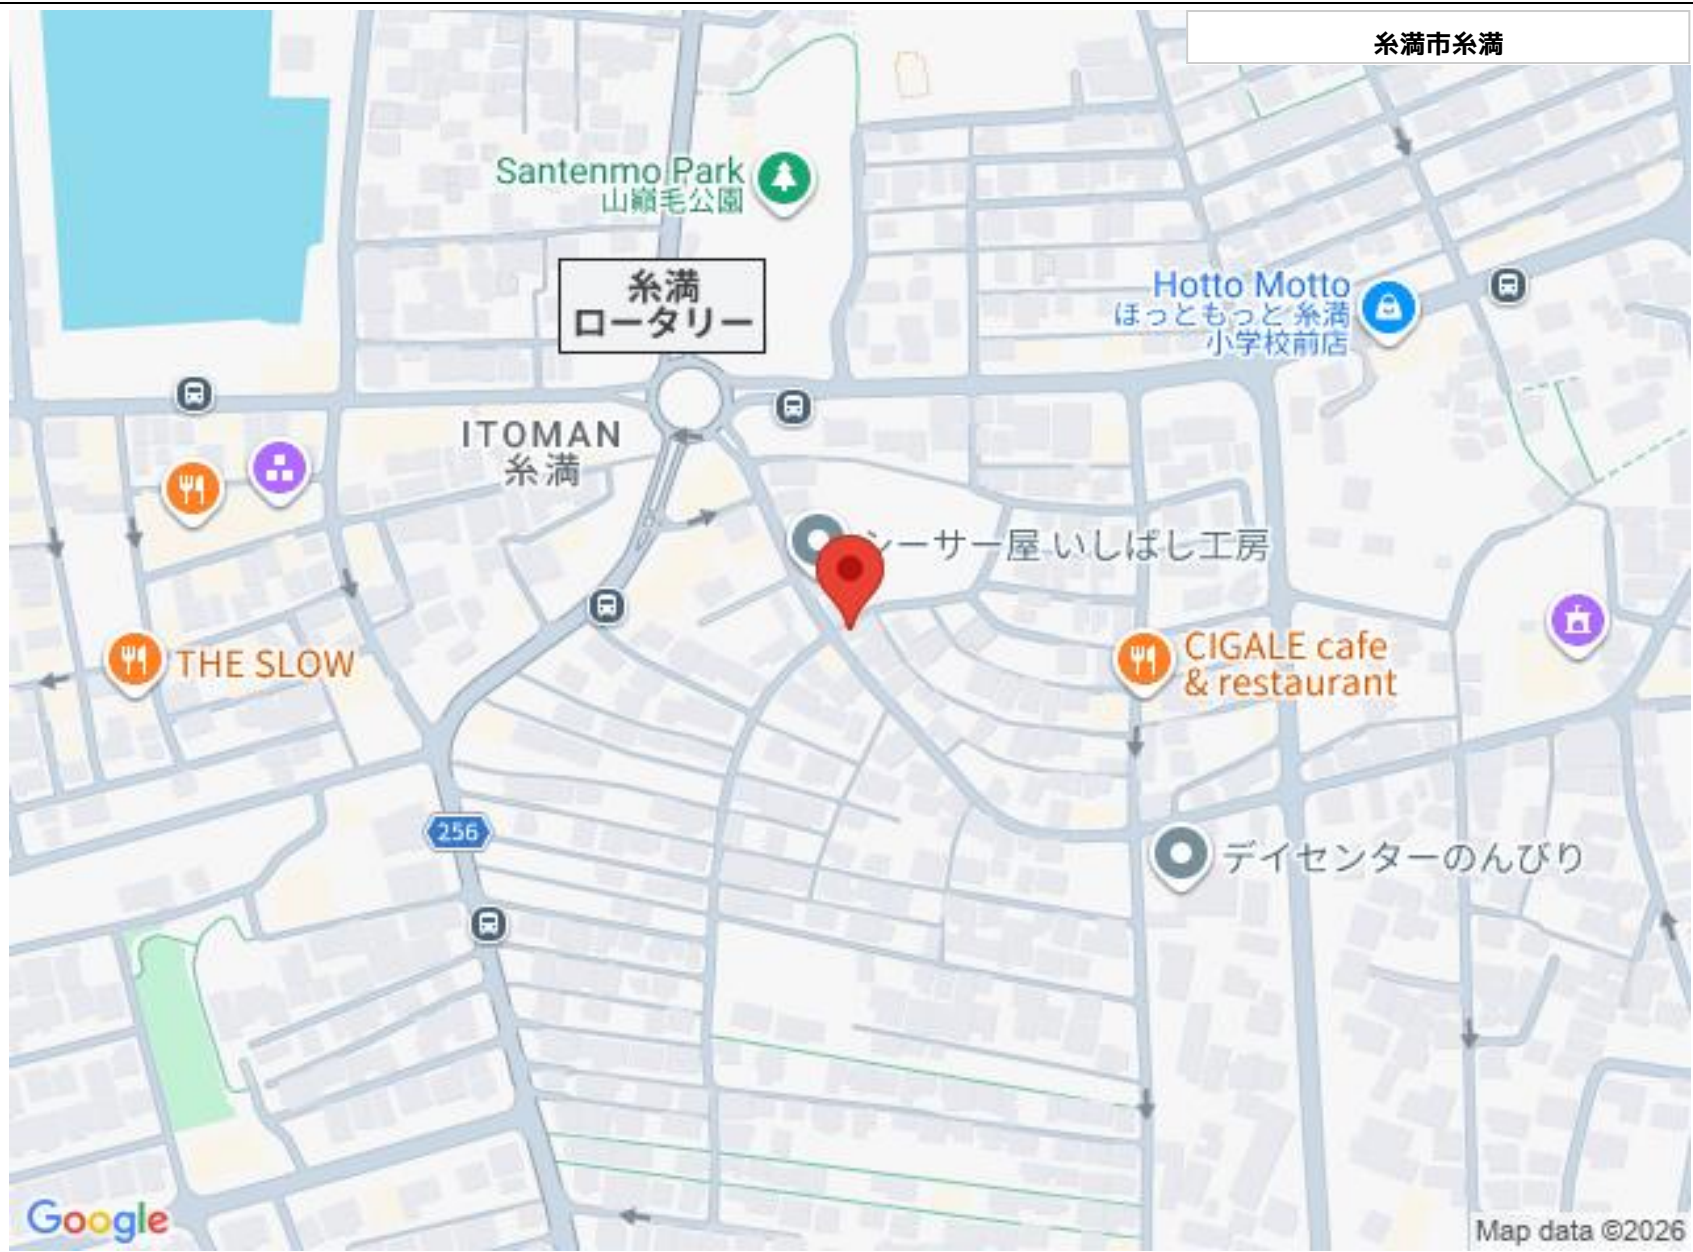 糸満市糸満
Santenmo Park
山巓毛公園
糸満
ロータリー
Hotto Motto
ほっともっと 糸満
小学校前店
ITOMAN
糸満
シーサー屋 いしばし工房
THE SLOW
CIGALE cafe
& restaurant
256
デイセンターのんびり
Google
Map data ©2026